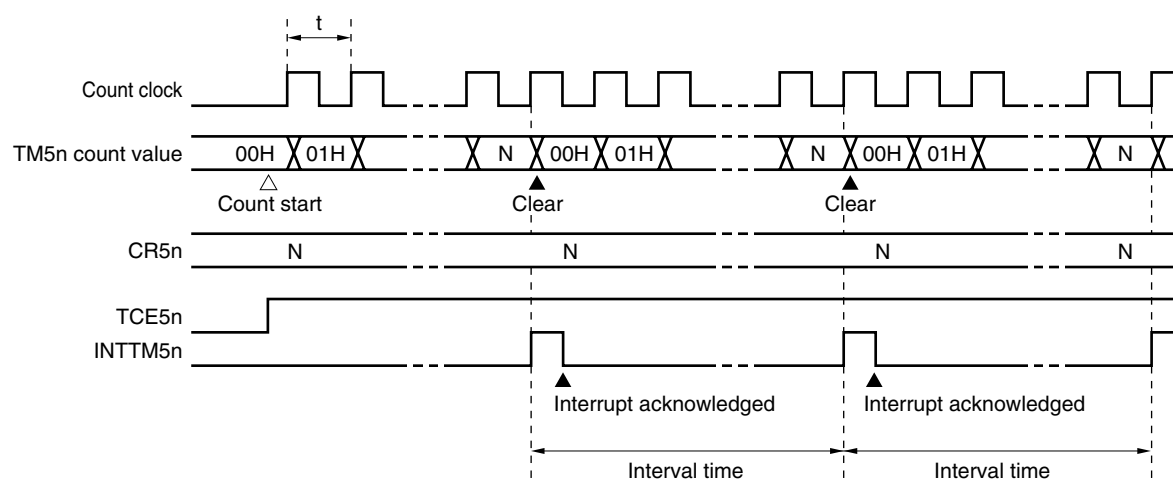 t
Count clock
TM5n count value 00H 01H N 00H 01H N 00H 01H N
Count start Clear Clear
CR5n N N N N
TCE5n
INTTM5n
Interrupt acknowledged Interrupt acknowledged
Interval time Interval time